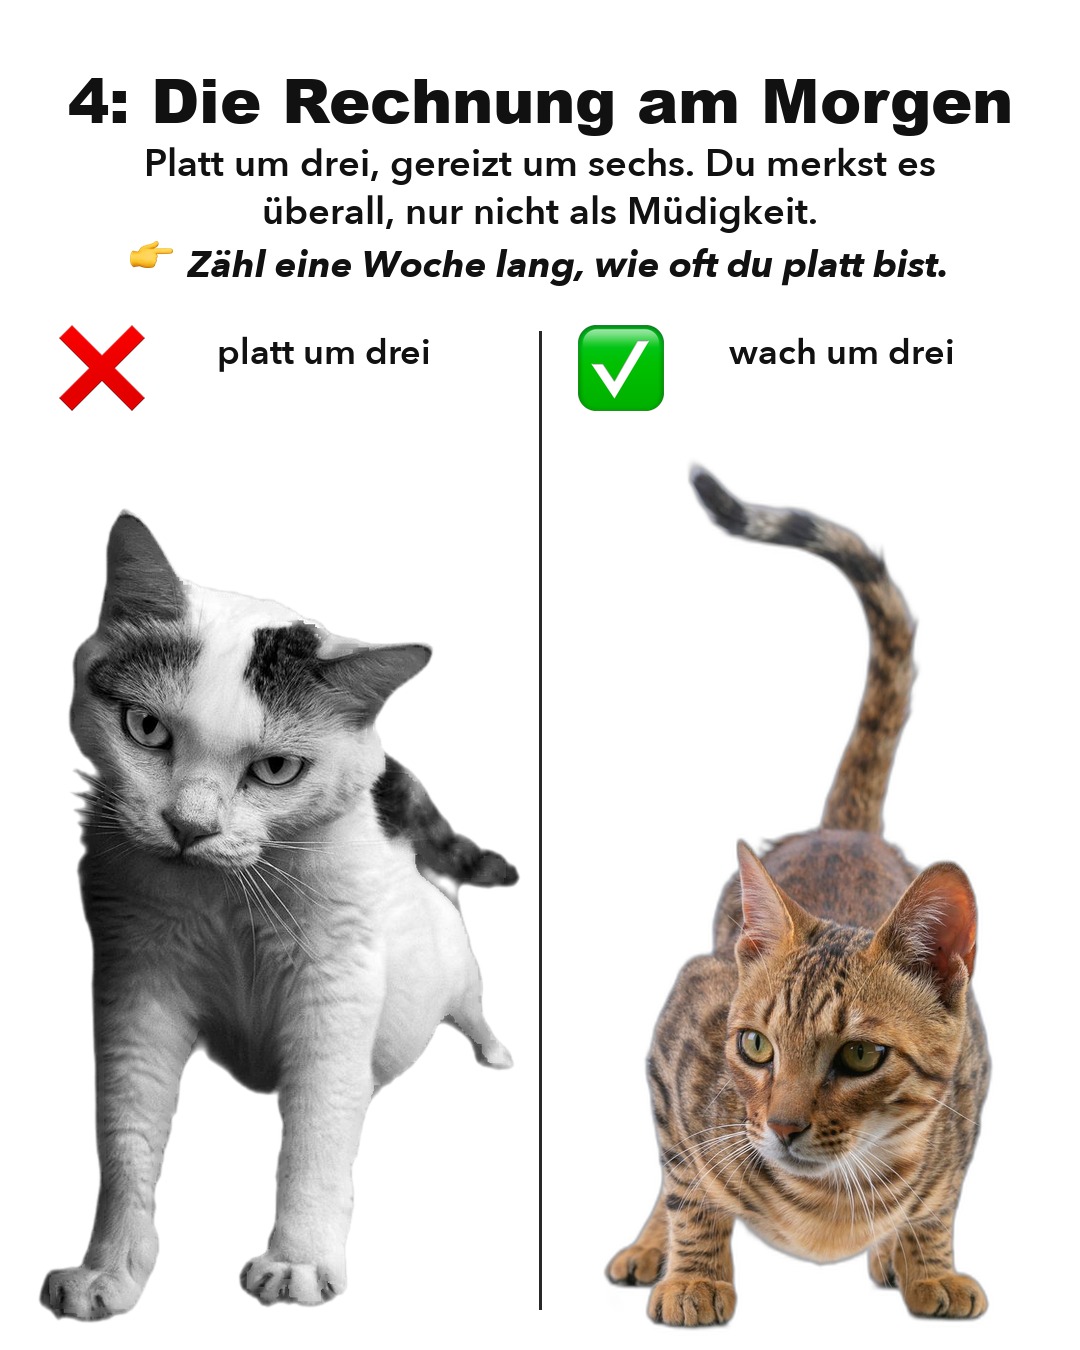 4: Die Rechnung am Morgen
Platt um drei, gereizt um sechs. Du merkst es
überall, nur nicht als Müdigkeit.
👉 Zähl eine Woche lang, wie oft du platt bist.
❌ platt um drei
✅ wach um drei